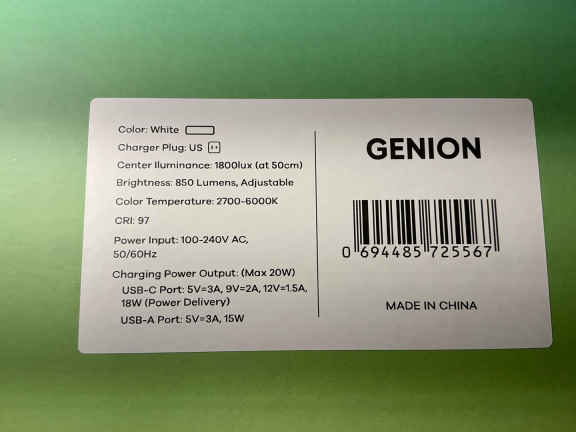 Color: White
Charger Plug: US
Center Iluminance: 1800lux (at 50cm)
Brightness: 850 Lumens, Adjustable
Color Temperature: 2700-6000K
CRI: 97
Power Input: 100-240V AC,
50/60Hz
Charging Power Output: (Max 20W)
USB-C Port: 5V=3A, 9V=2A, 12V=1.5A,
18W (Power Delivery)
USB-A Port: 5V=3A, 15W
GENION
0 694485 725567
MADE IN CHINA